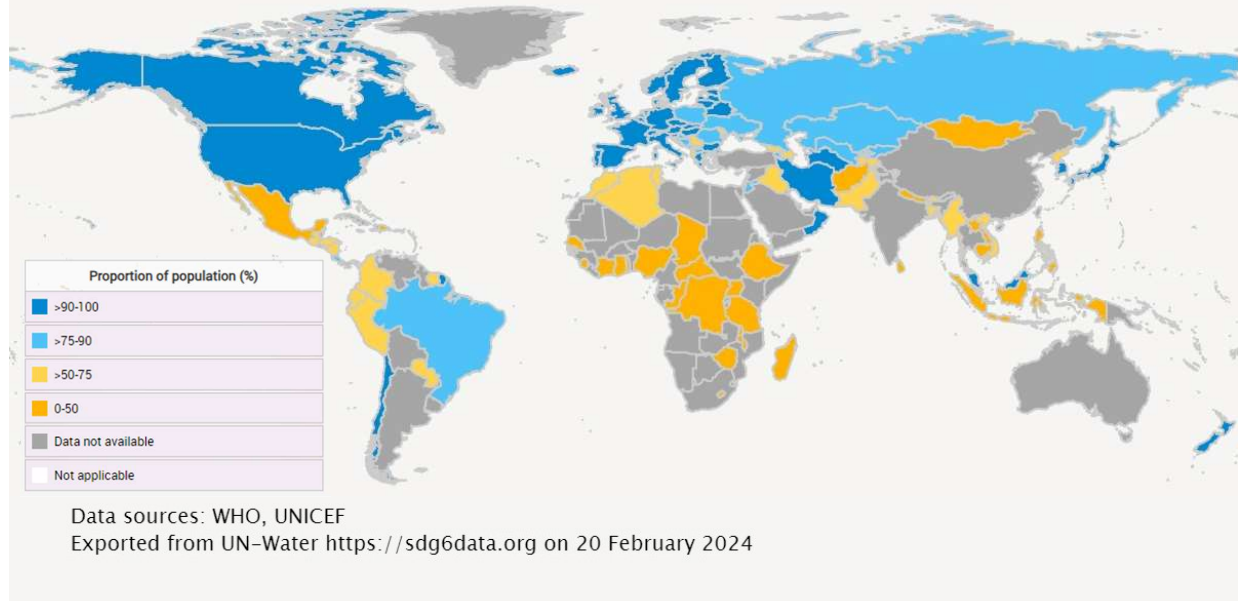 Proportion of population (%)
>90-100
>75-90
>50-75
0-50
Data not available
Not applicable
Data sources: WHO, UNICEF
Exported from UN-Water https://sdg6data.org on 20 February 2024